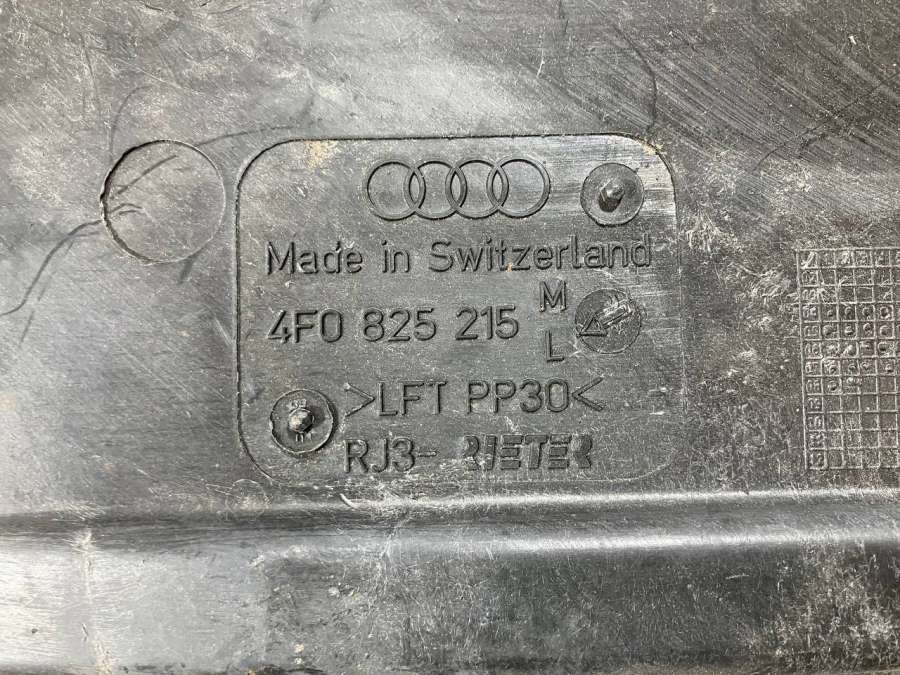 Made in Switzerland
4F0 825 215 M
L
>LFT PP30<
RJ3- RIETER